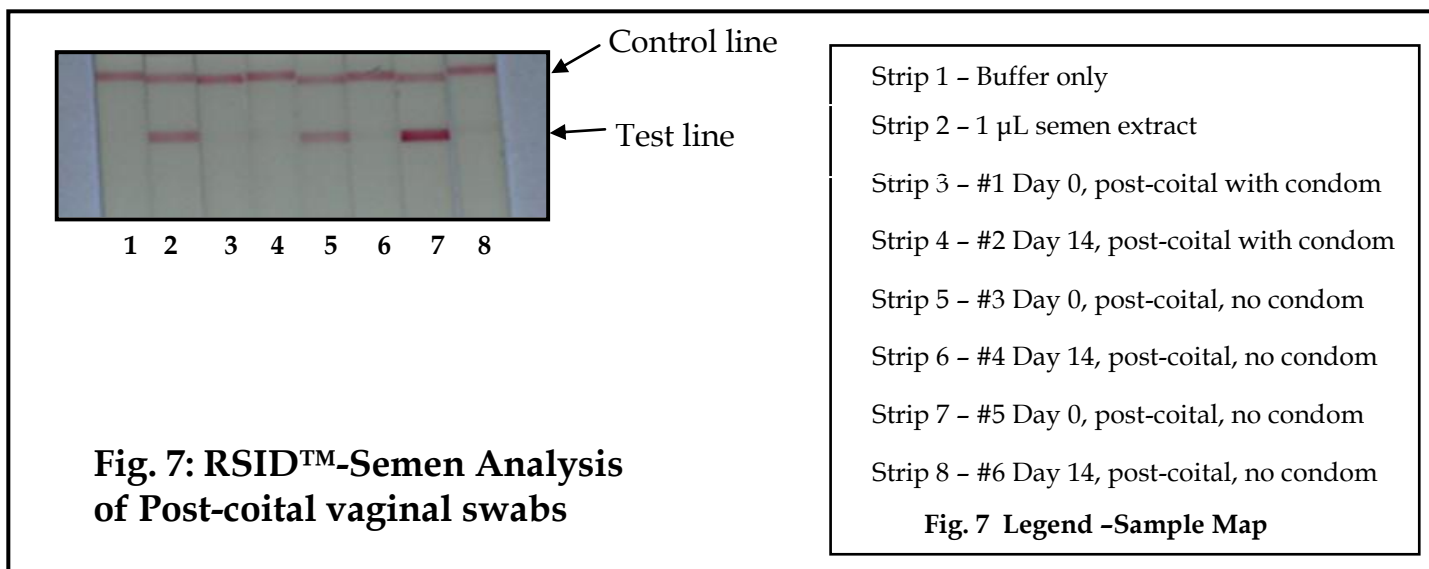 Control line
Test line
1 2 3 4 5 6 7 8
Fig. 7: RSID™-Semen Analysis
of Post-coital vaginal swabs
Strip 1 – Buffer only
Strip 2 – 1 µL semen extract
Strip 3 – #1 Day 0, post-coital with condom
Strip 4 – #2 Day 14, post-coital with condom
Strip 5 – #3 Day 0, post-coital, no condom
Strip 6 – #4 Day 14, post-coital, no condom
Strip 7 – #5 Day 0, post-coital, no condom
Strip 8 – #6 Day 14, post-coital, no condom
Fig. 7 Legend –Sample Map